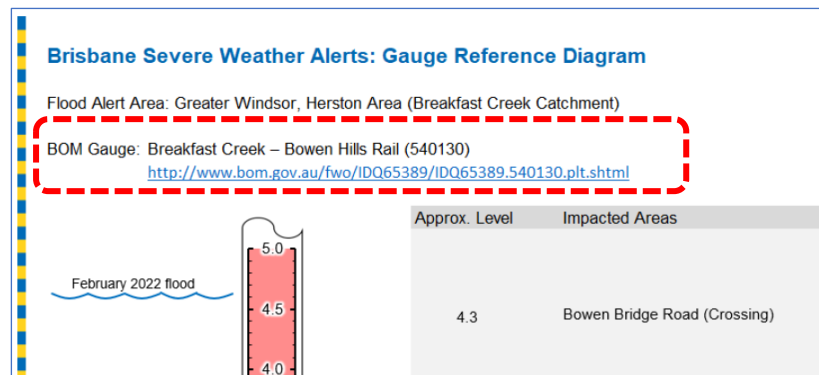 Brisbane Severe Weather Alerts: Gauge Reference Diagram
Flood Alert Area: Greater Windsor, Herston Area (Breakfast Creek Catchment)
BOM Gauge: Breakfast Creek – Bowen Hills Rail (540130)
http://www.bom.gov.au/fwo/IDQ65389/IDQ65389.540130.plt.shtml
Approx. Level Impacted Areas
5.0
February 2022 flood
4.5
4.3 Bowen Bridge Road (Crossing)
4.0